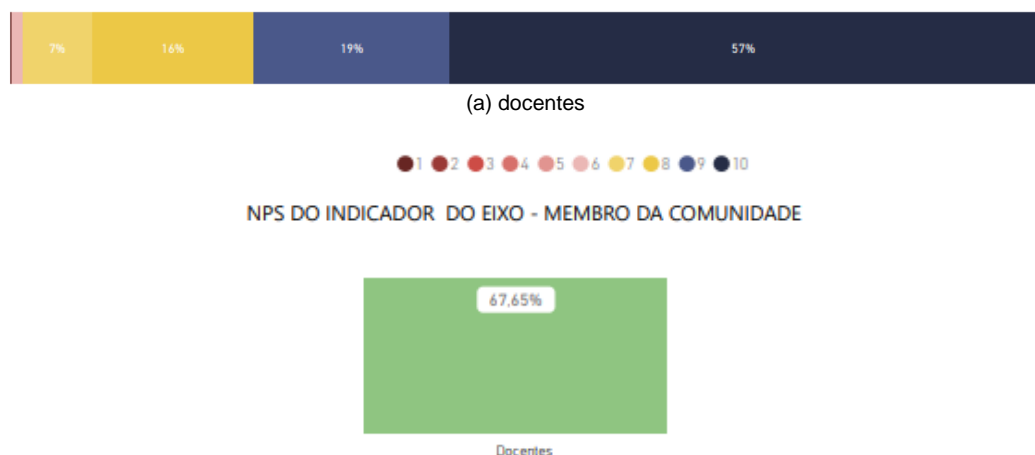 7% 16% 19% 57%
(a) docentes
1 2 3 4 5 6 7 8 9 10
NPS DO INDICADOR DO EIXO - MEMBRO DA COMUNIDADE
67,65%
Docentes